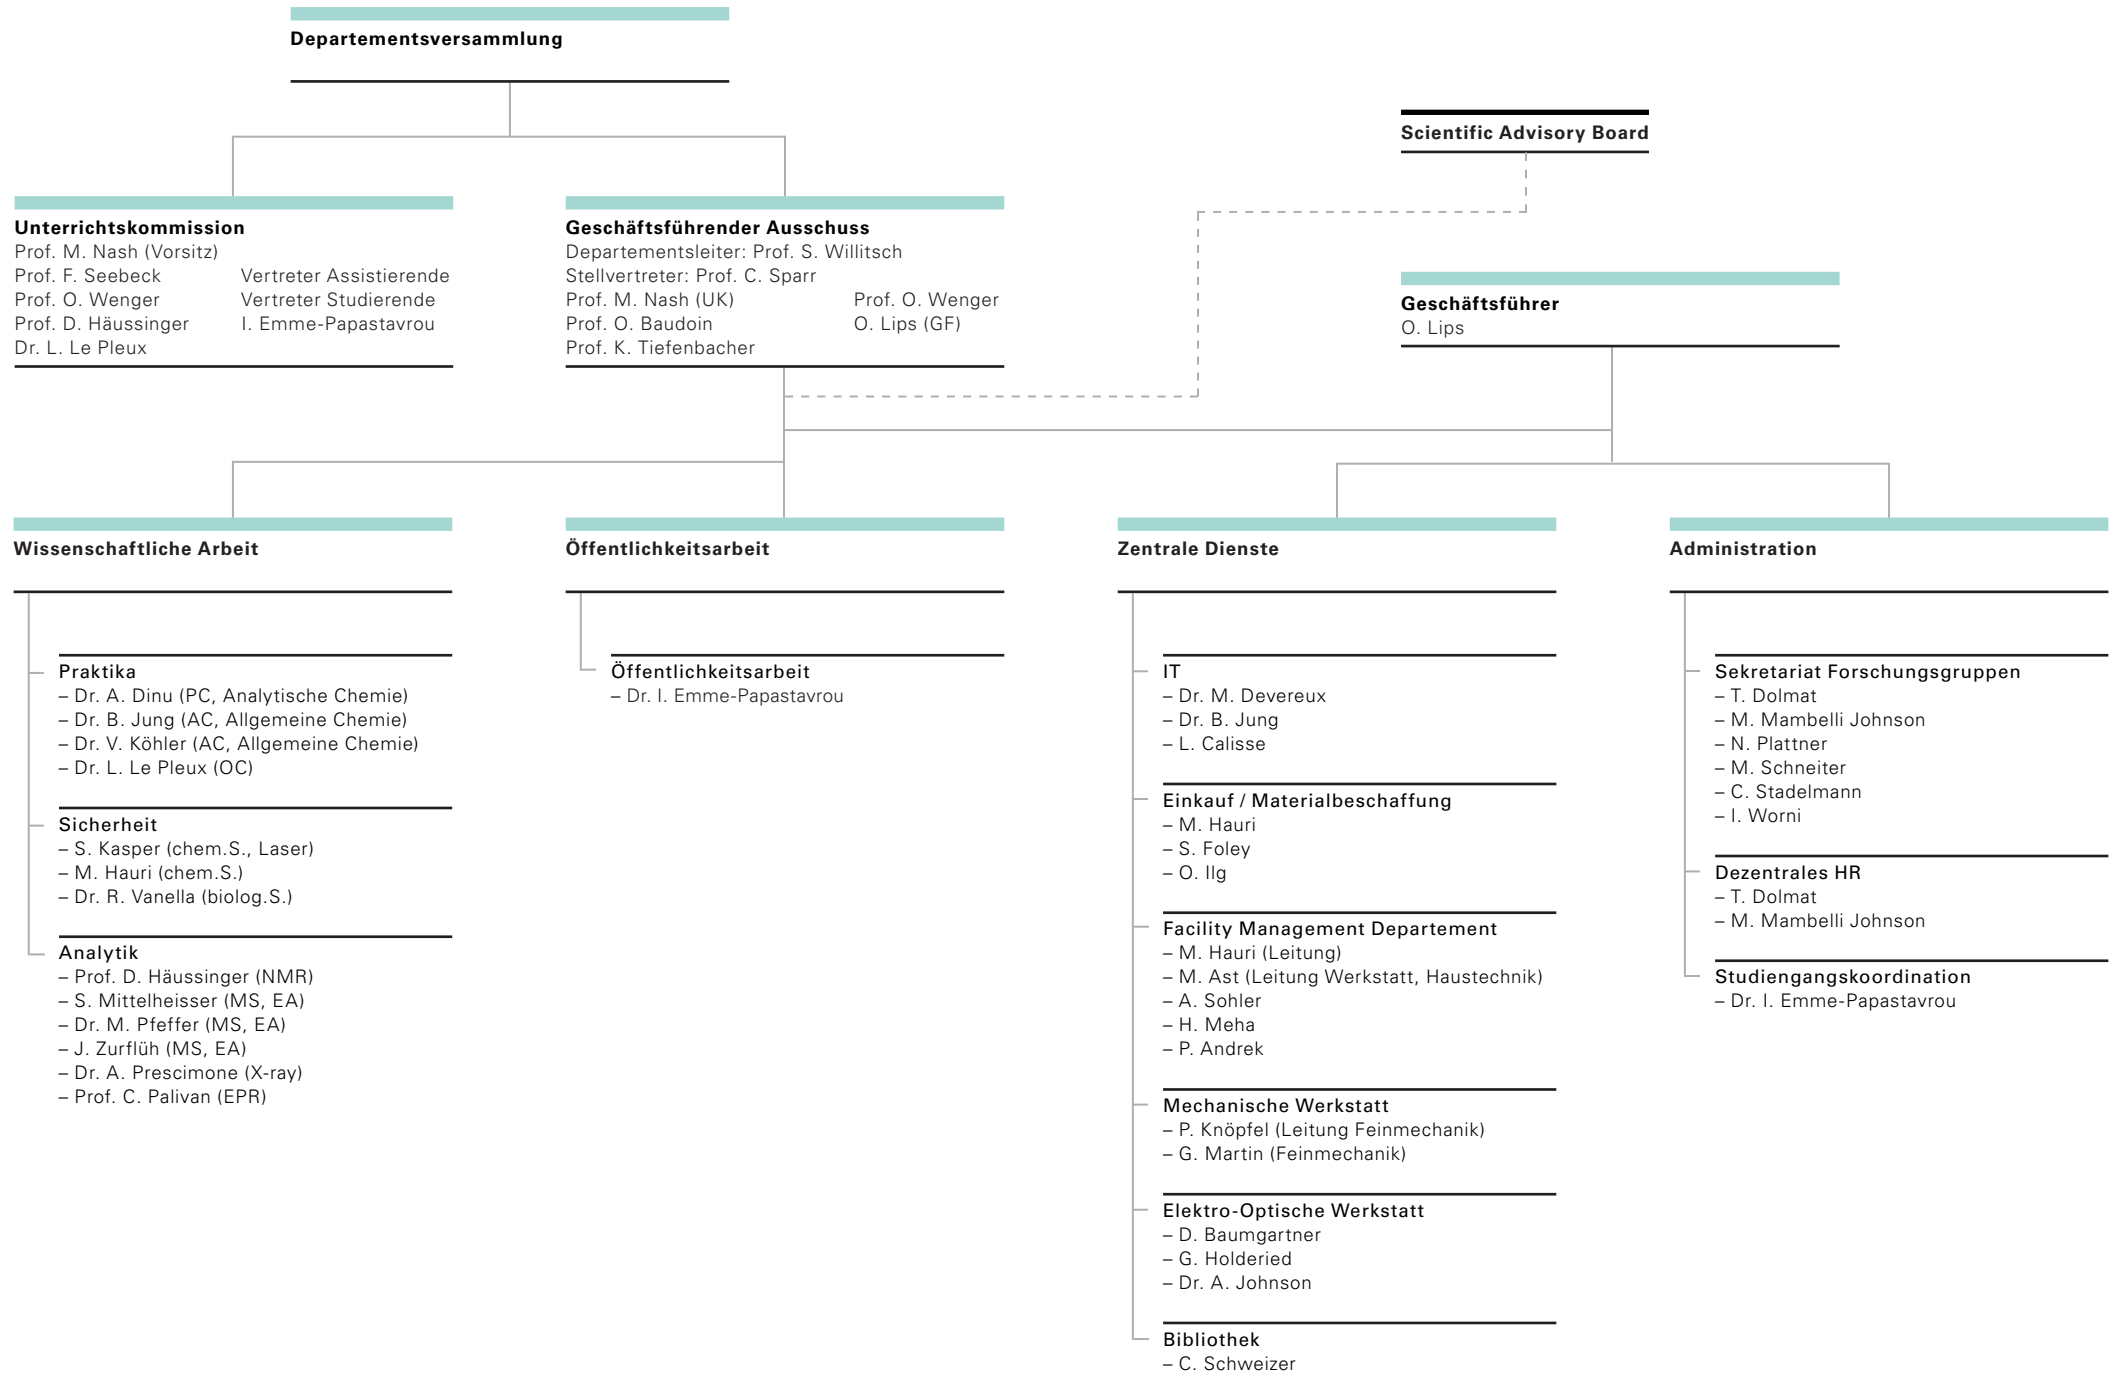 Departementsversammlung
Scientific Advisory Board
Unterrichtskommission
Prof. M. Nash (Vorsitz)
Prof. F. Seebeck Vertreter Assistierende
Prof. O. Wenger Vertreter Studierende
Prof. D. Häussinger I. Emme-Papastavrou
Dr. L. Le Pleux
Geschäftsführender Ausschuss
Departementsleiter: Prof. S. Willitsch
Stellvertreter: Prof. C. Sparr
Prof. M. Nash (UK) Prof. O. Wenger
Prof. O. Baudoin O. Lips (GF)
Prof. K. Tiefenbacher
Geschäftsführer
O. Lips
Wissenschaftliche Arbeit
Praktika
– Dr. A. Dinu (PC, Analytische Chemie)
– Dr. B. Jung (AC, Allgemeine Chemie)
– Dr. V. Köhler (AC, Allgemeine Chemie)
– Dr. L. Le Pleux (OC)
Sicherheit
– S. Kasper (chem.S., Laser)
– M. Hauri (chem.S.)
– Dr. R. Vanella (biolog.S.)
Analytik
– Prof. D. Häussinger (NMR)
– S. Mittelheisser (MS, EA)
– Dr. M. Pfeffer (MS, EA)
– J. Zurflüh (MS, EA)
– Dr. A. Prescimone (X-ray)
– Prof. C. Palivan (EPR)
Öffentlichkeitsarbeit
Öffentlichkeitsarbeit
– Dr. I. Emme-Papastavrou
Zentrale Dienste
IT
– Dr. M. Devereux
– Dr. B. Jung
– L. Calisse
Einkauf / Materialbeschaffung
– M. Hauri
– S. Foley
– O. Ilg
Facility Management Departement
– M. Hauri (Leitung)
– M. Ast (Leitung Werkstatt, Haustechnik)
– A. Sohler
– H. Meha
– P. Andrek
Mechanische Werkstatt
– P. Knöpfel (Leitung Feinmechanik)
– G. Martin (Feinmechanik)
Elektro-Optische Werkstatt
– D. Baumgartner
– G. Holderied
– Dr. A. Johnson
Bibliothek
– C. Schweizer
Administration
Sekretariat Forschungsgruppen
– T. Dolmat
– M. Mambelli Johnson
– N. Plattner
– M. Schneiter
– C. Stadelmann
– I. Worni
Dezentrales HR
– T. Dolmat
– M. Mambelli Johnson
Studiengangskoordination
– Dr. I. Emme-Papastavrou